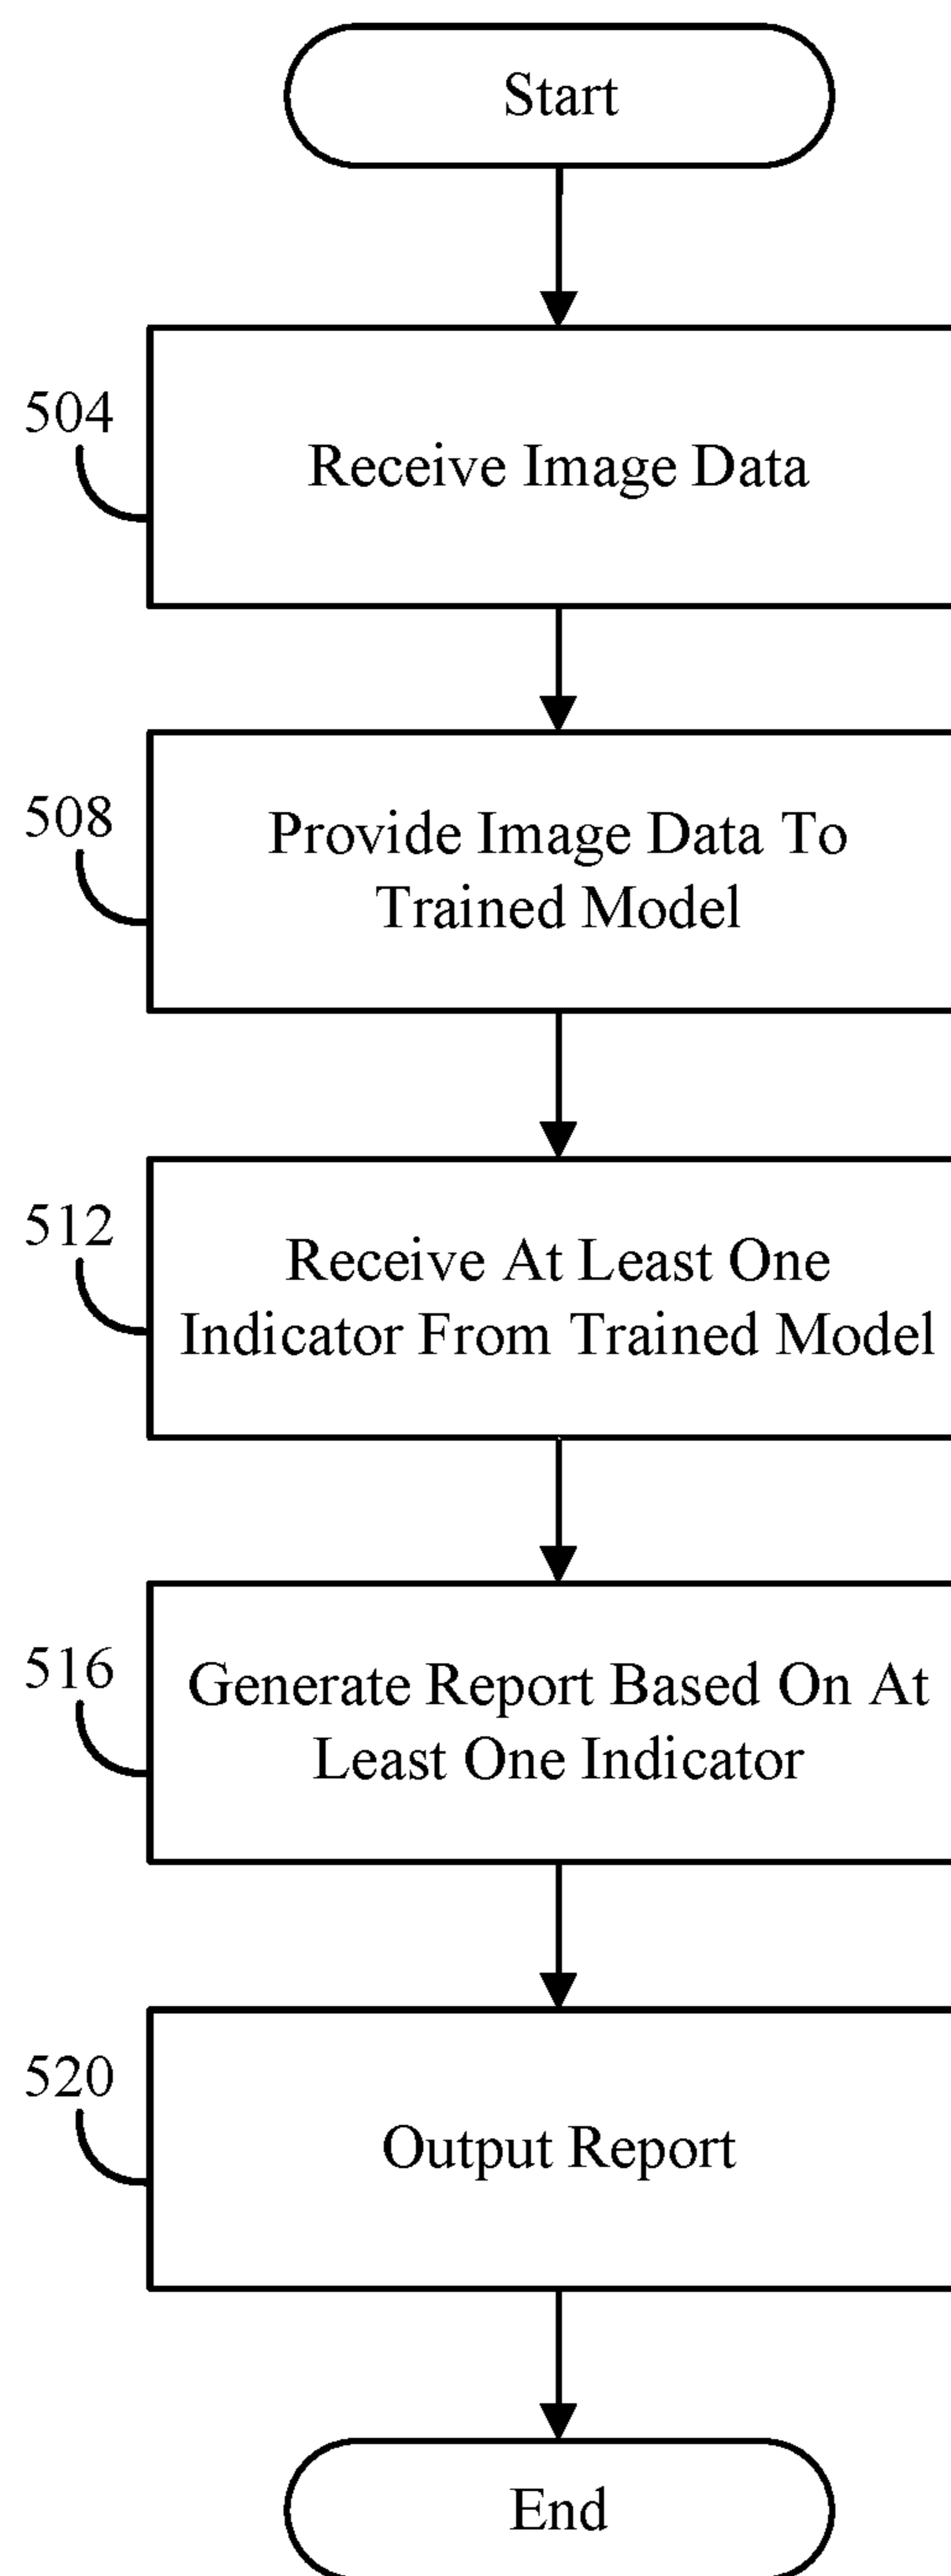 Start
504
Receive Image Data
508
Provide Image Data To
Trained Model
512
Receive At Least One
Indicator From Trained Model
516
Generate Report Based On At
Least One Indicator
520
Output Report
End